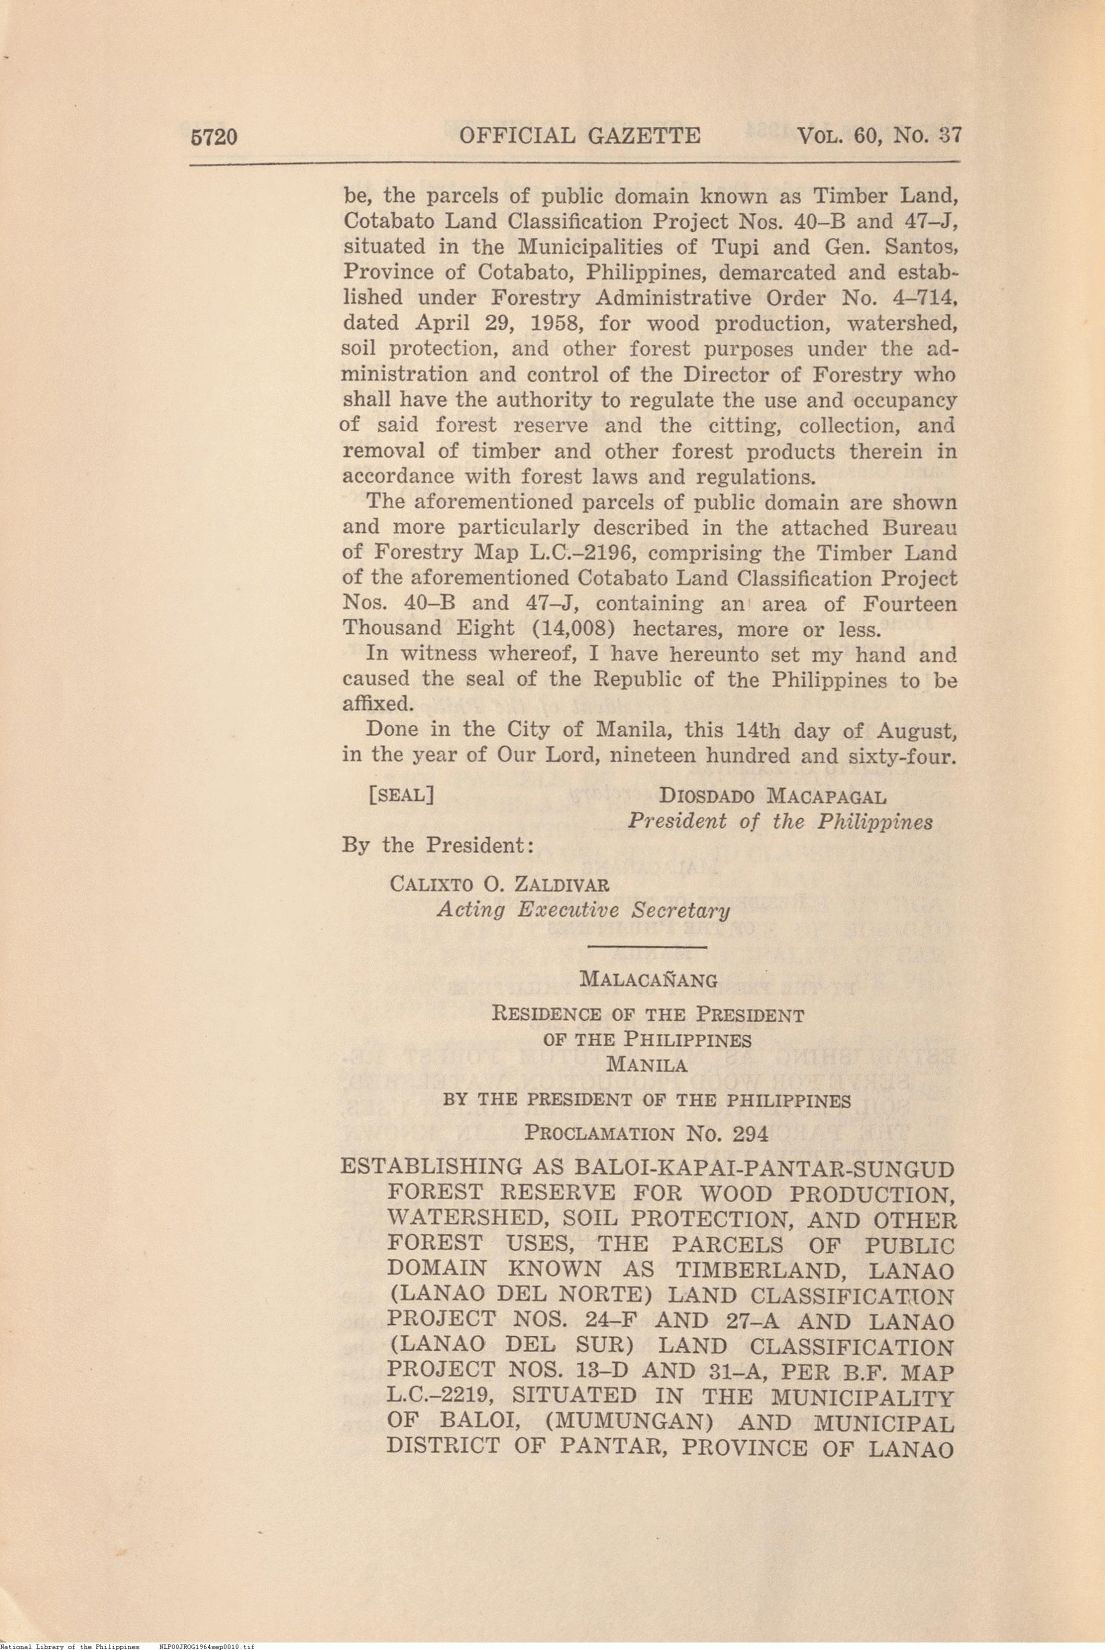 5720 OFFICIAL GAZETTE VOL. 60, No. 37
be, the parcels of public domain known as Timber Land,
Cotabato Land Classification Project Nos. 40–B and 47–J,
situated in the Municipalities of Tupi and Gen. Santos,
Province of Cotabato, Philippines, demarcated and estab-
lished under Forestry Administrative Order No. 4–714,
dated April 29, 1958, for wood production, watershed,
soil protection, and other forest purposes under the ad-
ministration and control of the Director of Forestry who
shall have the authority to regulate the use and occupancy
of said forest reserve and the citting, collection, and
removal of timber and other forest products therein in
accordance with forest laws and regulations.
The aforementioned parcels of public domain are shown
and more particularly described in the attached Bureau
of Forestry Map L.C.–2196, comprising the Timber Land
of the aforementioned Cotabato Land Classification Project
Nos. 40–B and 47–J, containing an area of Fourteen
Thousand Eight (14,008) hectares, more or less.
In witness whereof, I have hereunto set my hand and
caused the seal of the Republic of the Philippines to be
affixed.
Done in the City of Manila, this 14th day of August,
in the year of Our Lord, nineteen hundred and sixty-four.
[SEAL] DIOSDADO MACAPAGAL
President of the Philippines
By the President:
CALIXTO O. ZALDIVAR
Acting Executive Secretary
MALACAÑANG
RESIDENCE OF THE PRESIDENT
OF THE PHILIPPINES
MANILA
BY THE PRESIDENT OF THE PHILIPPINES
PROCLAMATION NO. 294
ESTABLISHING AS BALOI-KAPAI-PANTAR-SUNGUD
FOREST RESERVE FOR WOOD PRODUCTION,
WATERSHED, SOIL PROTECTION, AND OTHER
FOREST USES, THE PARCELS OF PUBLIC
DOMAIN KNOWN AS TIMBERLAND, LANAO
(LANAO DEL NORTE) LAND CLASSIFICATION
PROJECT NOS. 24–F AND 27–A AND LANAO
(LANAO DEL SUR) LAND CLASSIFICATION
PROJECT NOS. 13–D AND 31–A, PER B.F. MAP
L.C.–2219, SITUATED IN THE MUNICIPALITY
OF BALOI, (MUMUNGAN) AND MUNICIPAL
DISTRICT OF PANTAR, PROVINCE OF LANAO
National Library of the Philippines NLP00JROG1964sep0010.tif